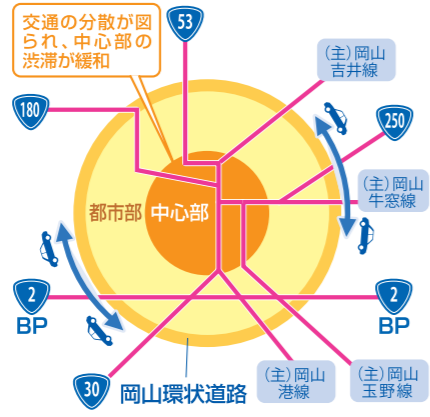 交通の分散が図
られ、中心部の
渋滞が緩和
53
(主)岡山
吉井線
180
250
都市部
中心部
(主)岡山
牛窓線
2
BP
2
BP
30
岡山環状道路
(主)岡山
港線
(主)岡山
玉野線